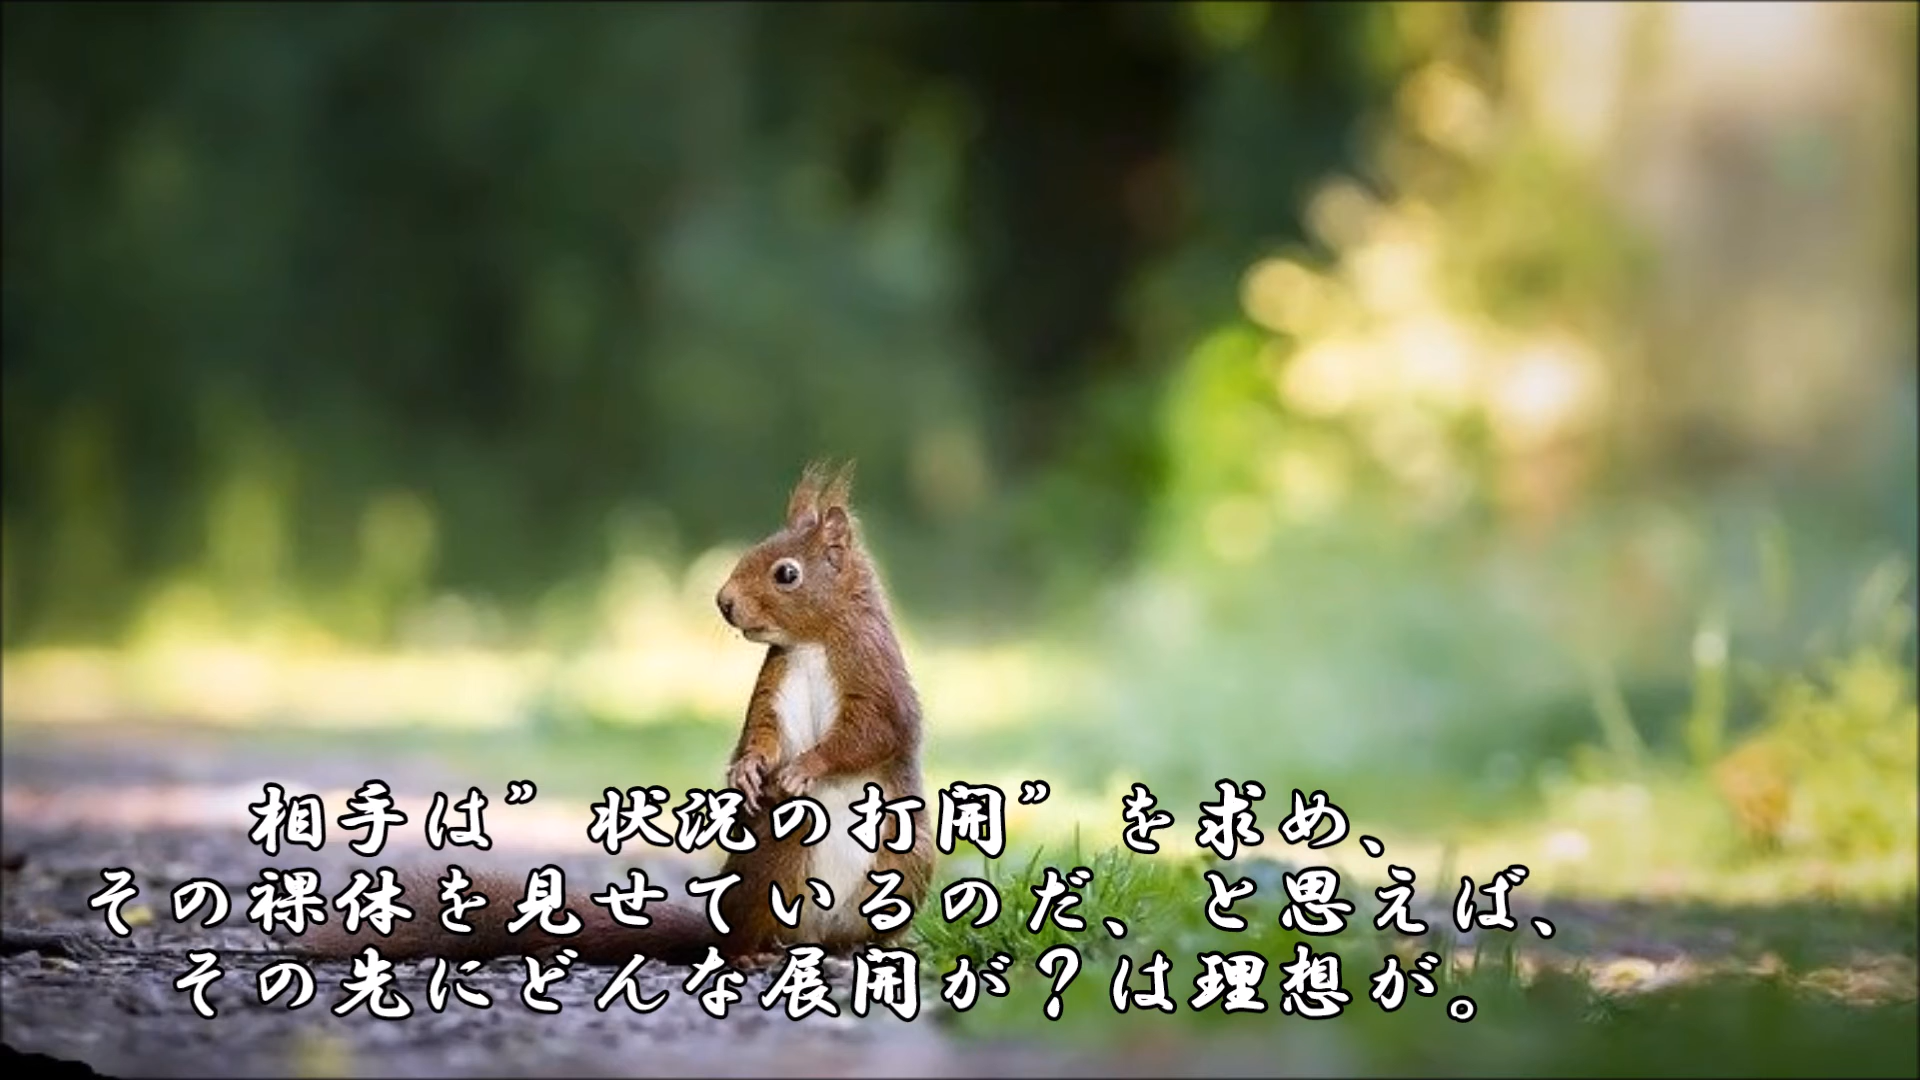 相手は”状況の打開”を求め、
その裸体を見せているのだ、と思えば、
その先にどんな展開が？は理想が。